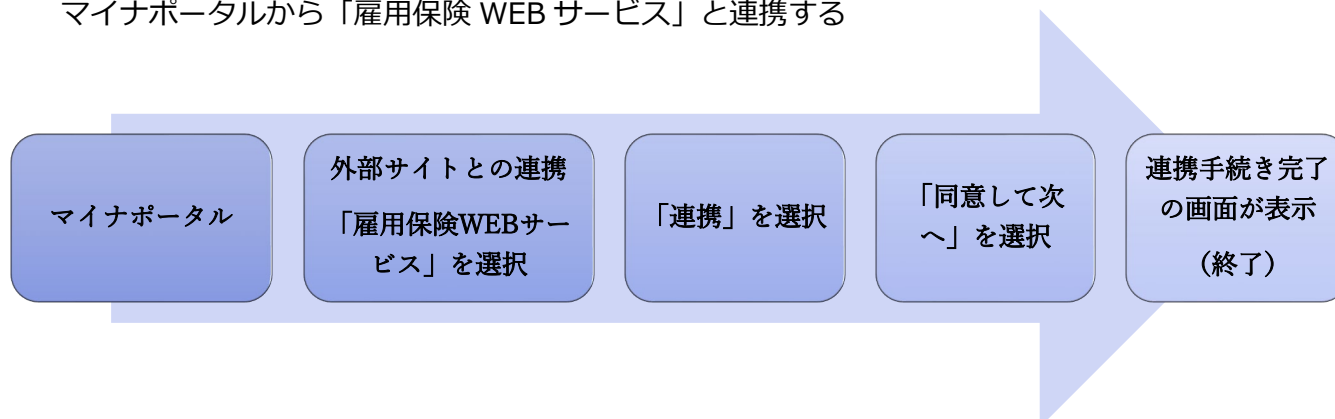 マイナポータルから「雇用保険 WEB サービス」と連携する
マイナポータル
外部サイトとの連携
「雇用保険WEBサー
ビス」を選択
「連携」を選択
「同意して次
へ」を選択
連携手続き完了
の画面が表示
（終了）